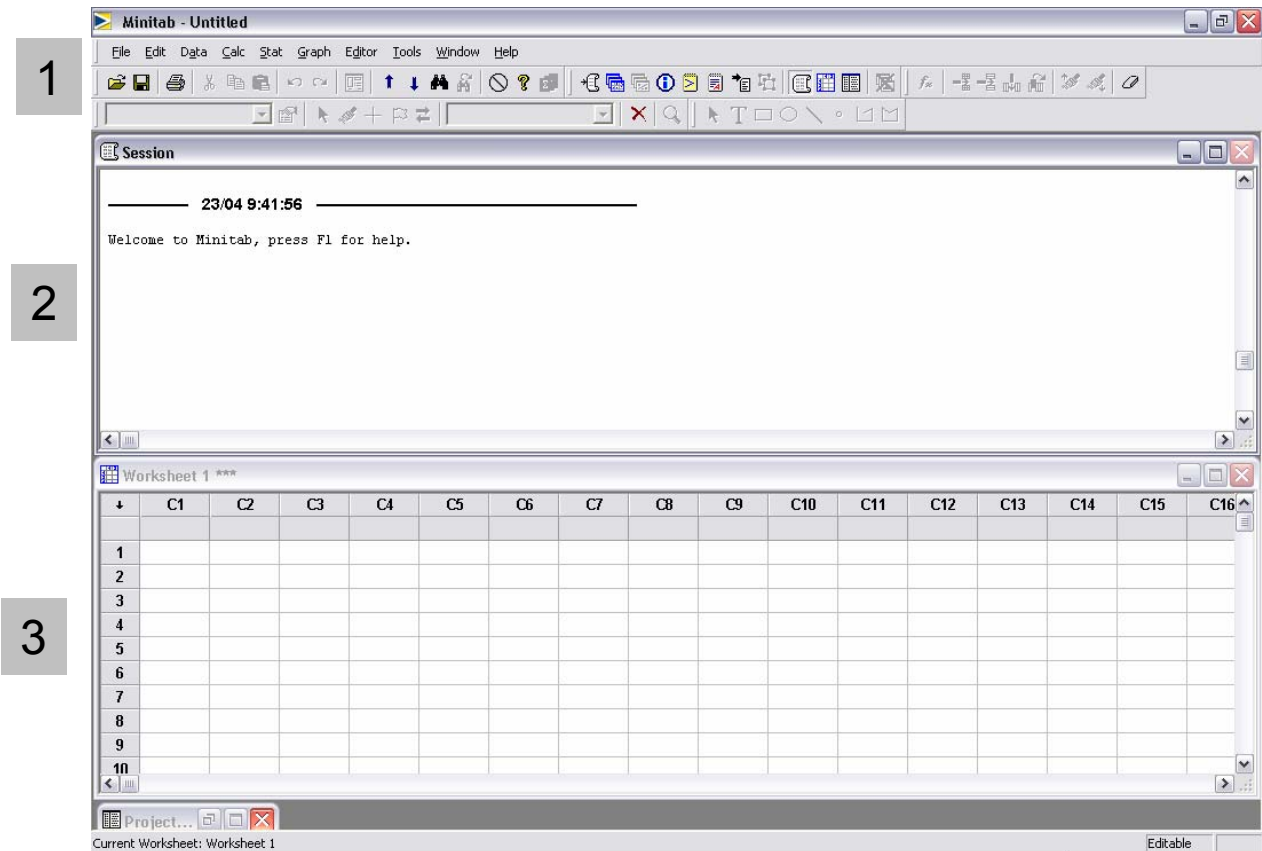 Minitab - Untitled
File Edit Data Calc Stat Graph Editor Tools Window Help
1
Session
23/04 9:41:56
Welcome to Minitab, press F1 for help.
2
Worksheet 1 ***
C1 C2 C3 C4 C5 C6 C7 C8 C9 C10 C11 C12 C13 C14 C15 C16
1
2
3
4
5
6
7
8
9
10
3
Project...
Current Worksheet: Worksheet 1 Editable